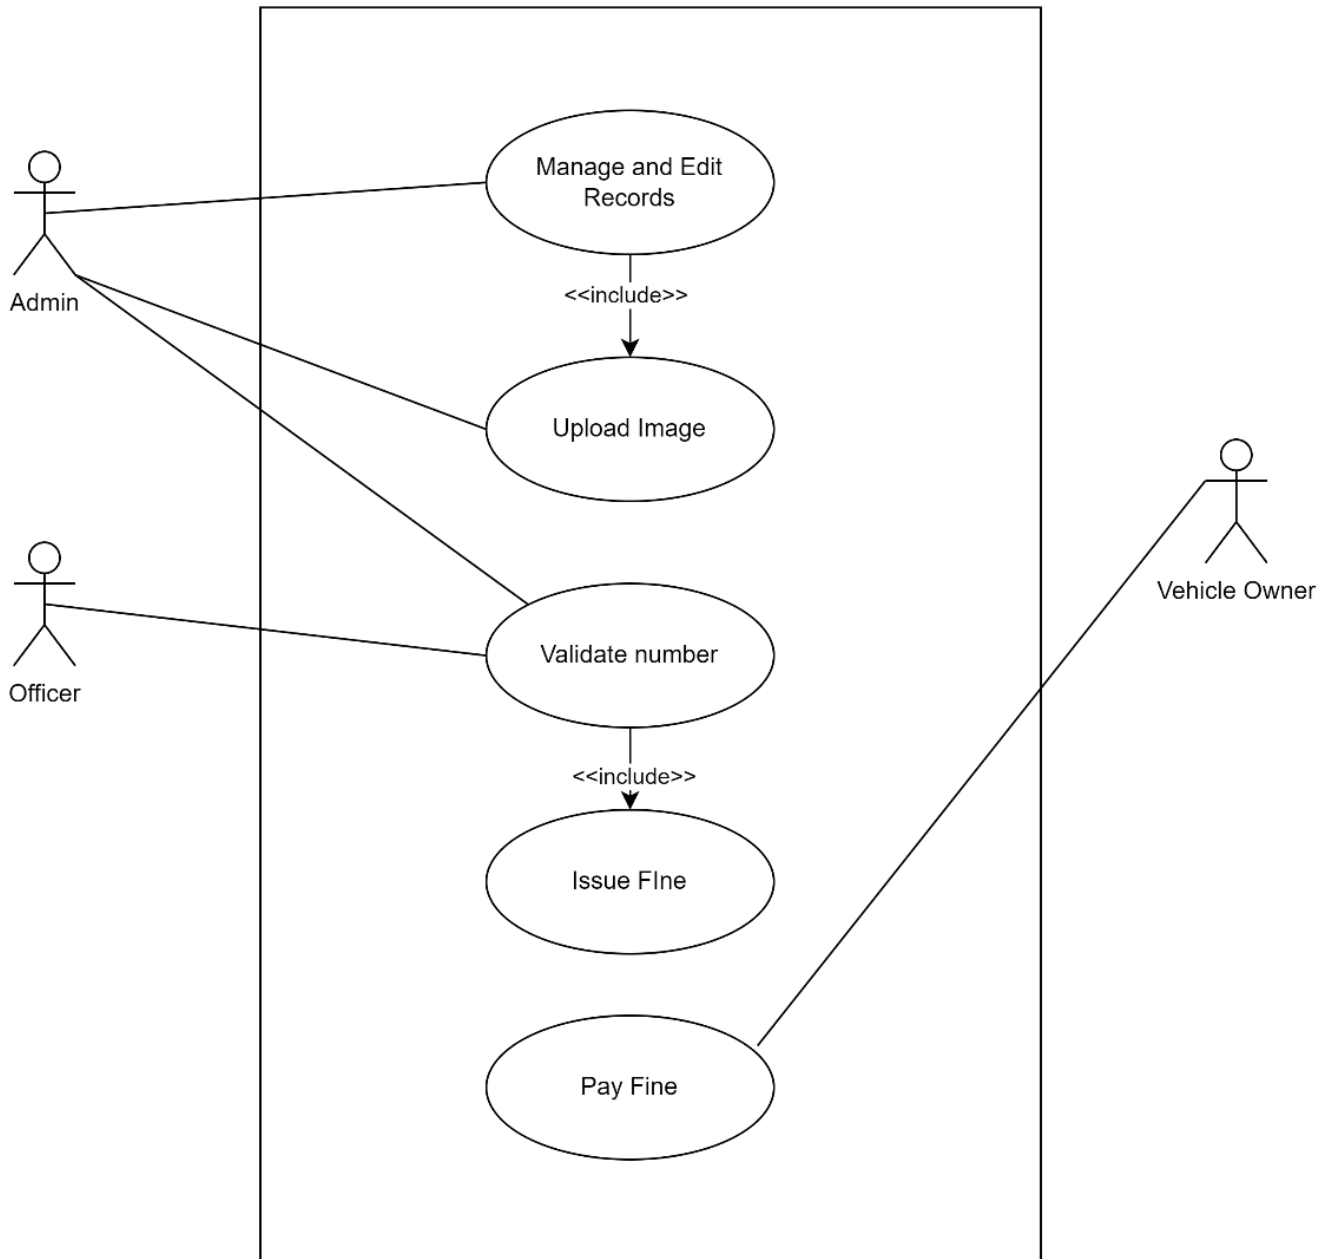 Manage and Edit
Records
Admin
<<include>>
Upload Image
Vehicle Owner
Validate number
Officer
<<include>>
Issue FIne
Pay Fine